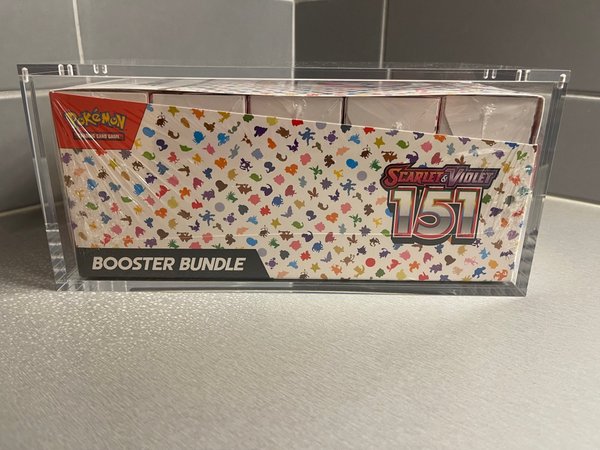 Pokémon
TRADING CARD GAME
SCARLET & VIOLET
151
BOOSTER BUNDLE